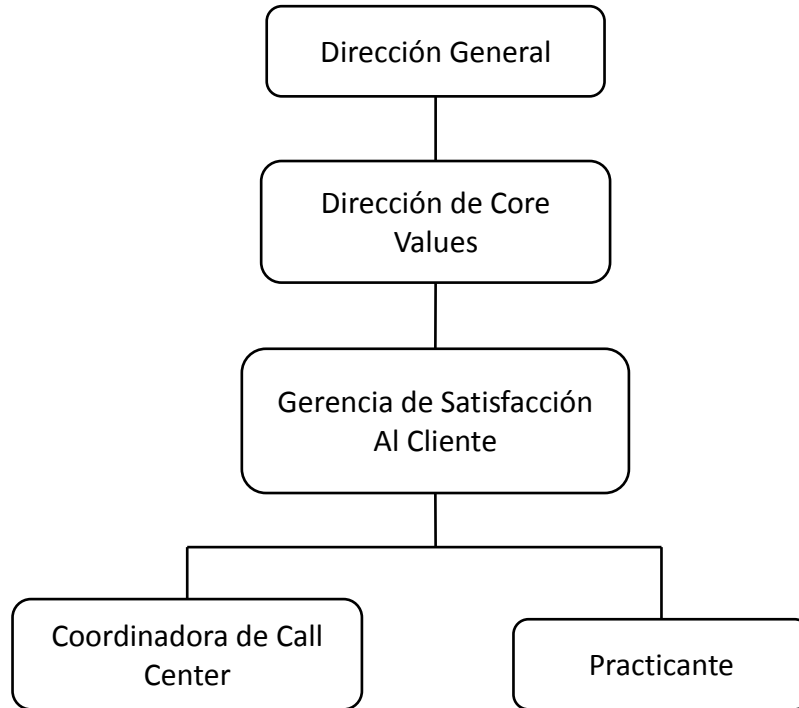 Dirección General
Dirección de Core
Values
Gerencia de Satisfacción
Al Cliente
Coordinadora de Call
Center
Practicante